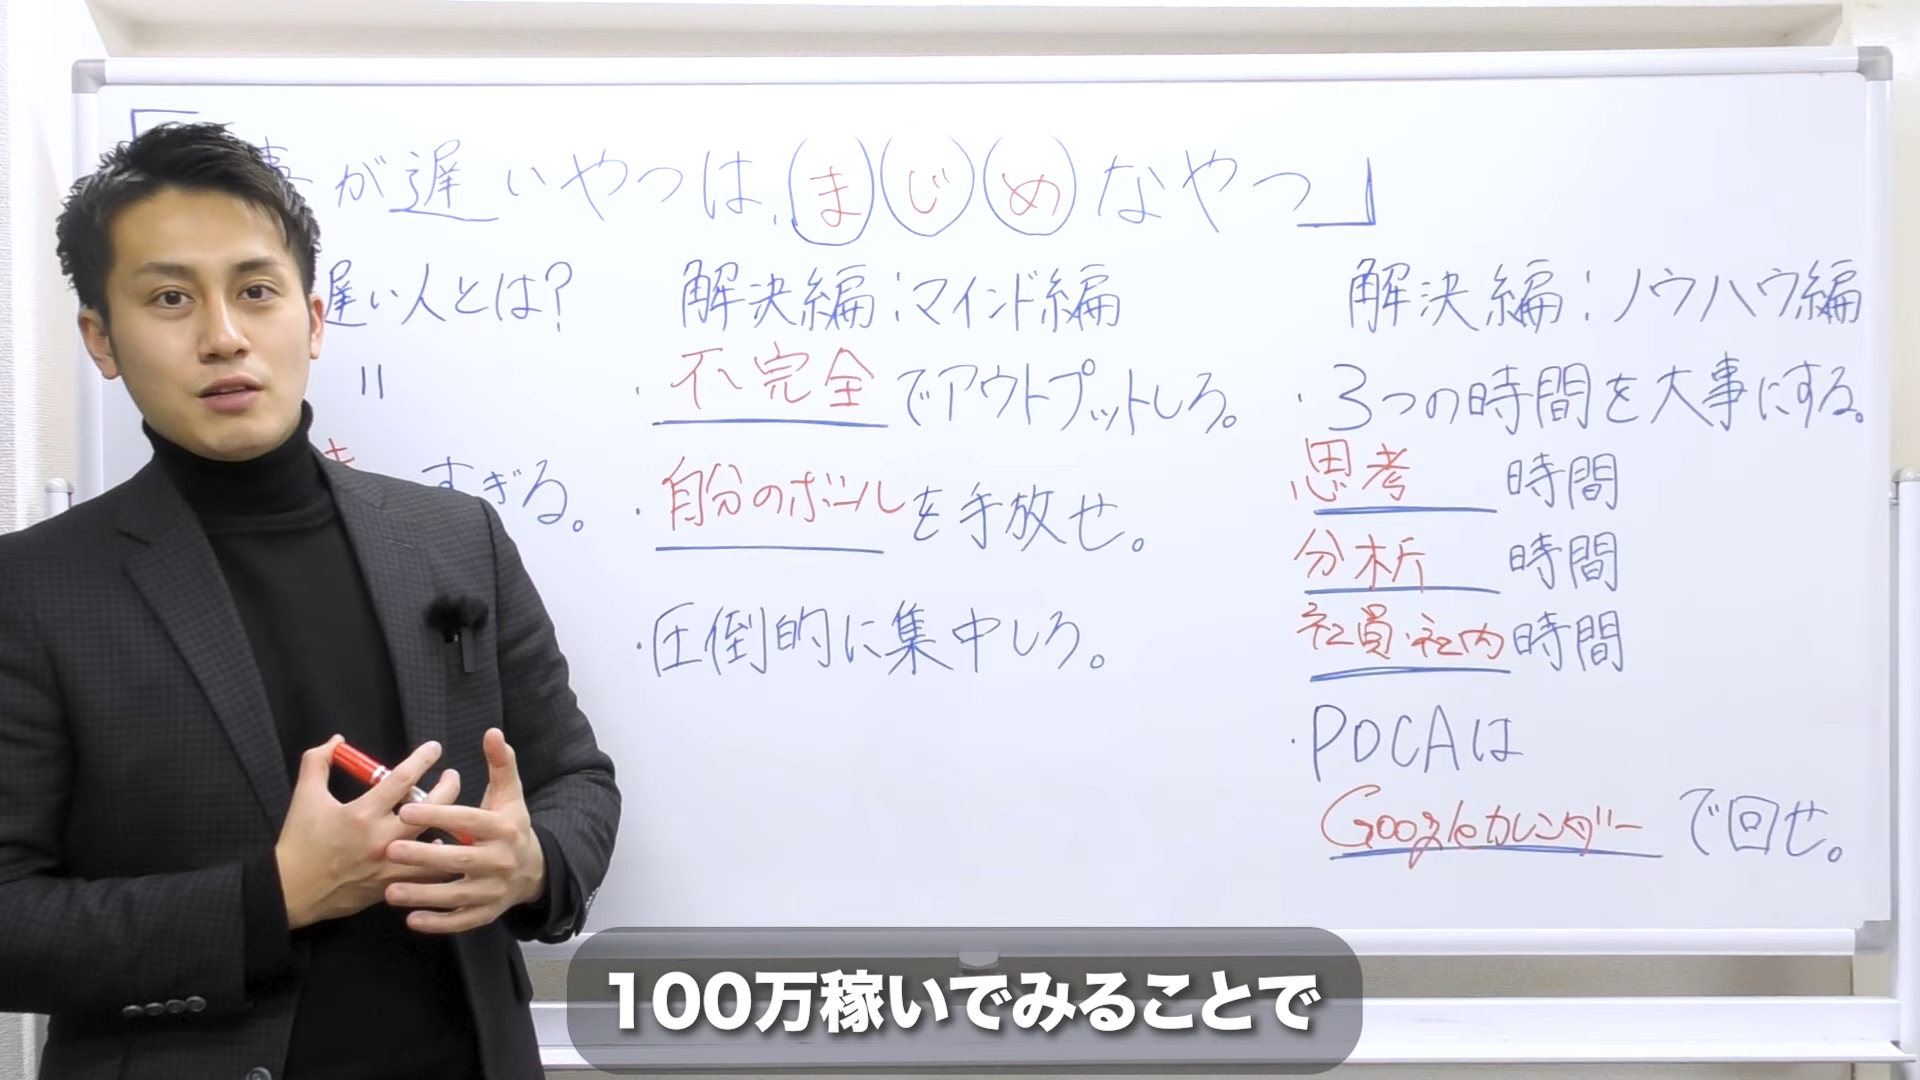 「
事が遅いやつは、まじめなやつ」
遅い人とは?
=
すぎる。
解決編:マインド編
・不完全でアウトプットしろ。
・自分のボールを手放せ。
・圧倒的に集中しろ。
解決編:ノウハウ編
・3つの時間を大事にする。
思考 時間
分析 時間
社員・社内時間
・PDCAは
Googleカレンダーで回せ。
100万稼いでみることで